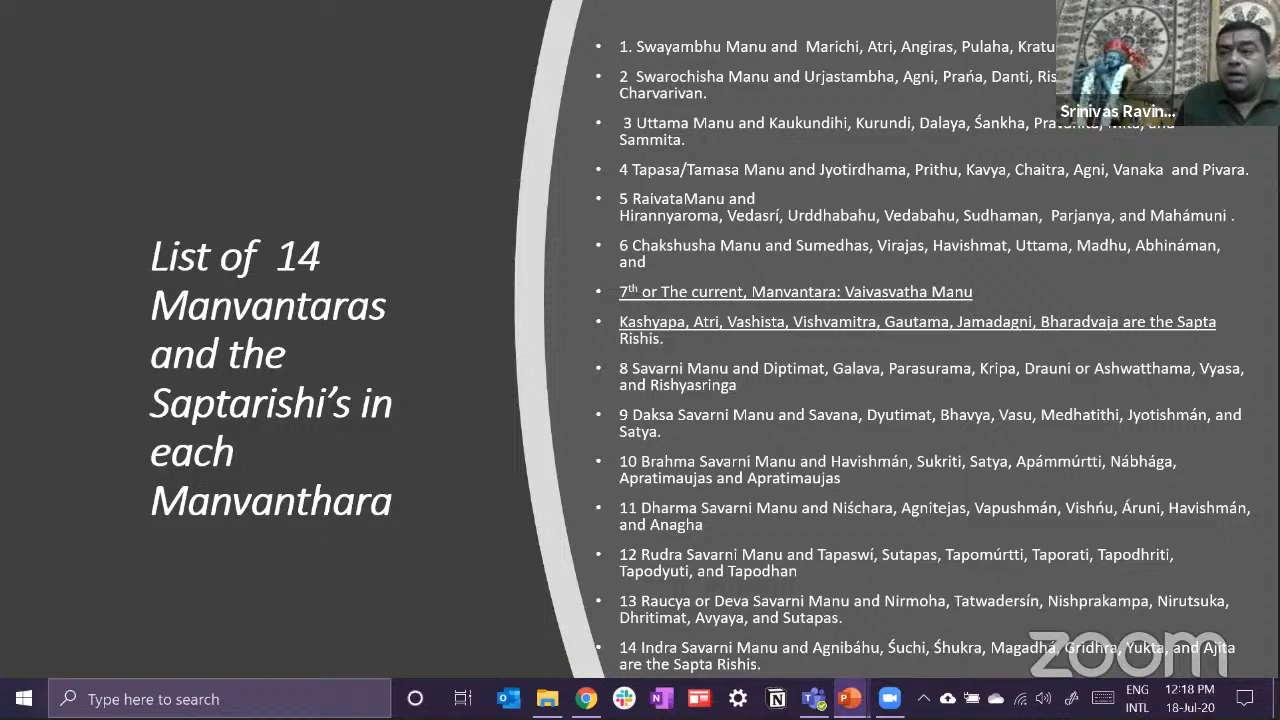 List of 14
Manvantaras
and the
Saptarishi's in
each
Manvanthara
• 1. Swayambhu Manu and Marichi, Atri, Angiras, Pulaha, Kratu
• 2 Swarochisha Manu and Urjastambha, Agni, Prańa, Danti, Ris
Charvarivan.
• 3 Uttama Manu and Kaukundihi, Kurundi, Dalaya, Śankha, and
Sammita.
• 4 Tapasa/Tamasa Manu and Jyotirdhama, Prithu, Kavya, Chaitra, Agni, Vanaka and Pivara.
• 5 RaivataManu and
Hirannyaroma, Vedasrí, Urddhabahu, Vedabahu, Sudhaman, Parjanya, and Mahámuni .
• 6 Chakshusha Manu and Sumedhas, Virajas, Havishmat, Uttama, Madhu, Abhináman,
and
• 7th or The current, Manvantara: Vaivasvatha Manu
• Kashyapa, Atri, Vashista, Vishvamitra, Gautama, Jamadagni, Bharadvaja are the Sapta
Rishis.
• 8 Savarni Manu and Diptimat, Galava, Parasurama, Kripa, Drauni or Ashwatthama, Vyasa,
and Rishyasringa
• 9 Daksa Savarni Manu and Savana, Dyutimat, Bhavya, Vasu, Medhatithi, Jyotishmán, and
Satya.
• 10 Brahma Savarni Manu and Havishmán, Sukriti, Satya, Apámmúrtti, Nábhága,
Apratimaujas and Apratimaujas
• 11 Dharma Savarni Manu and Niśchara, Agnitejas, Vapushmán, Vishńu, Áruni, Havishmán,
and Anagha
• 12 Rudra Savarni Manu and Tapaswí, Sutapas, Tapomúrtti, Taporati, Tapodhriti,
Tapodyuti, and Tapodhan
• 13 Raucya or Deva Savarni Manu and Nirmoha, Tatwadersín, Nishprakampa, Nirutsuka,
Dhritimat, Avyaya, and Sutapas.
• 14 Indra Savarni Manu and Agnibáhu, Śuchi, Śhukra, Magadhá, Gridhra, Yukta, and Ajita
are the Sapta Rishis.
Srinivas Ravin...
zoom
Type here to search
ENG
INTL
12:18 PM
18-Jul-20